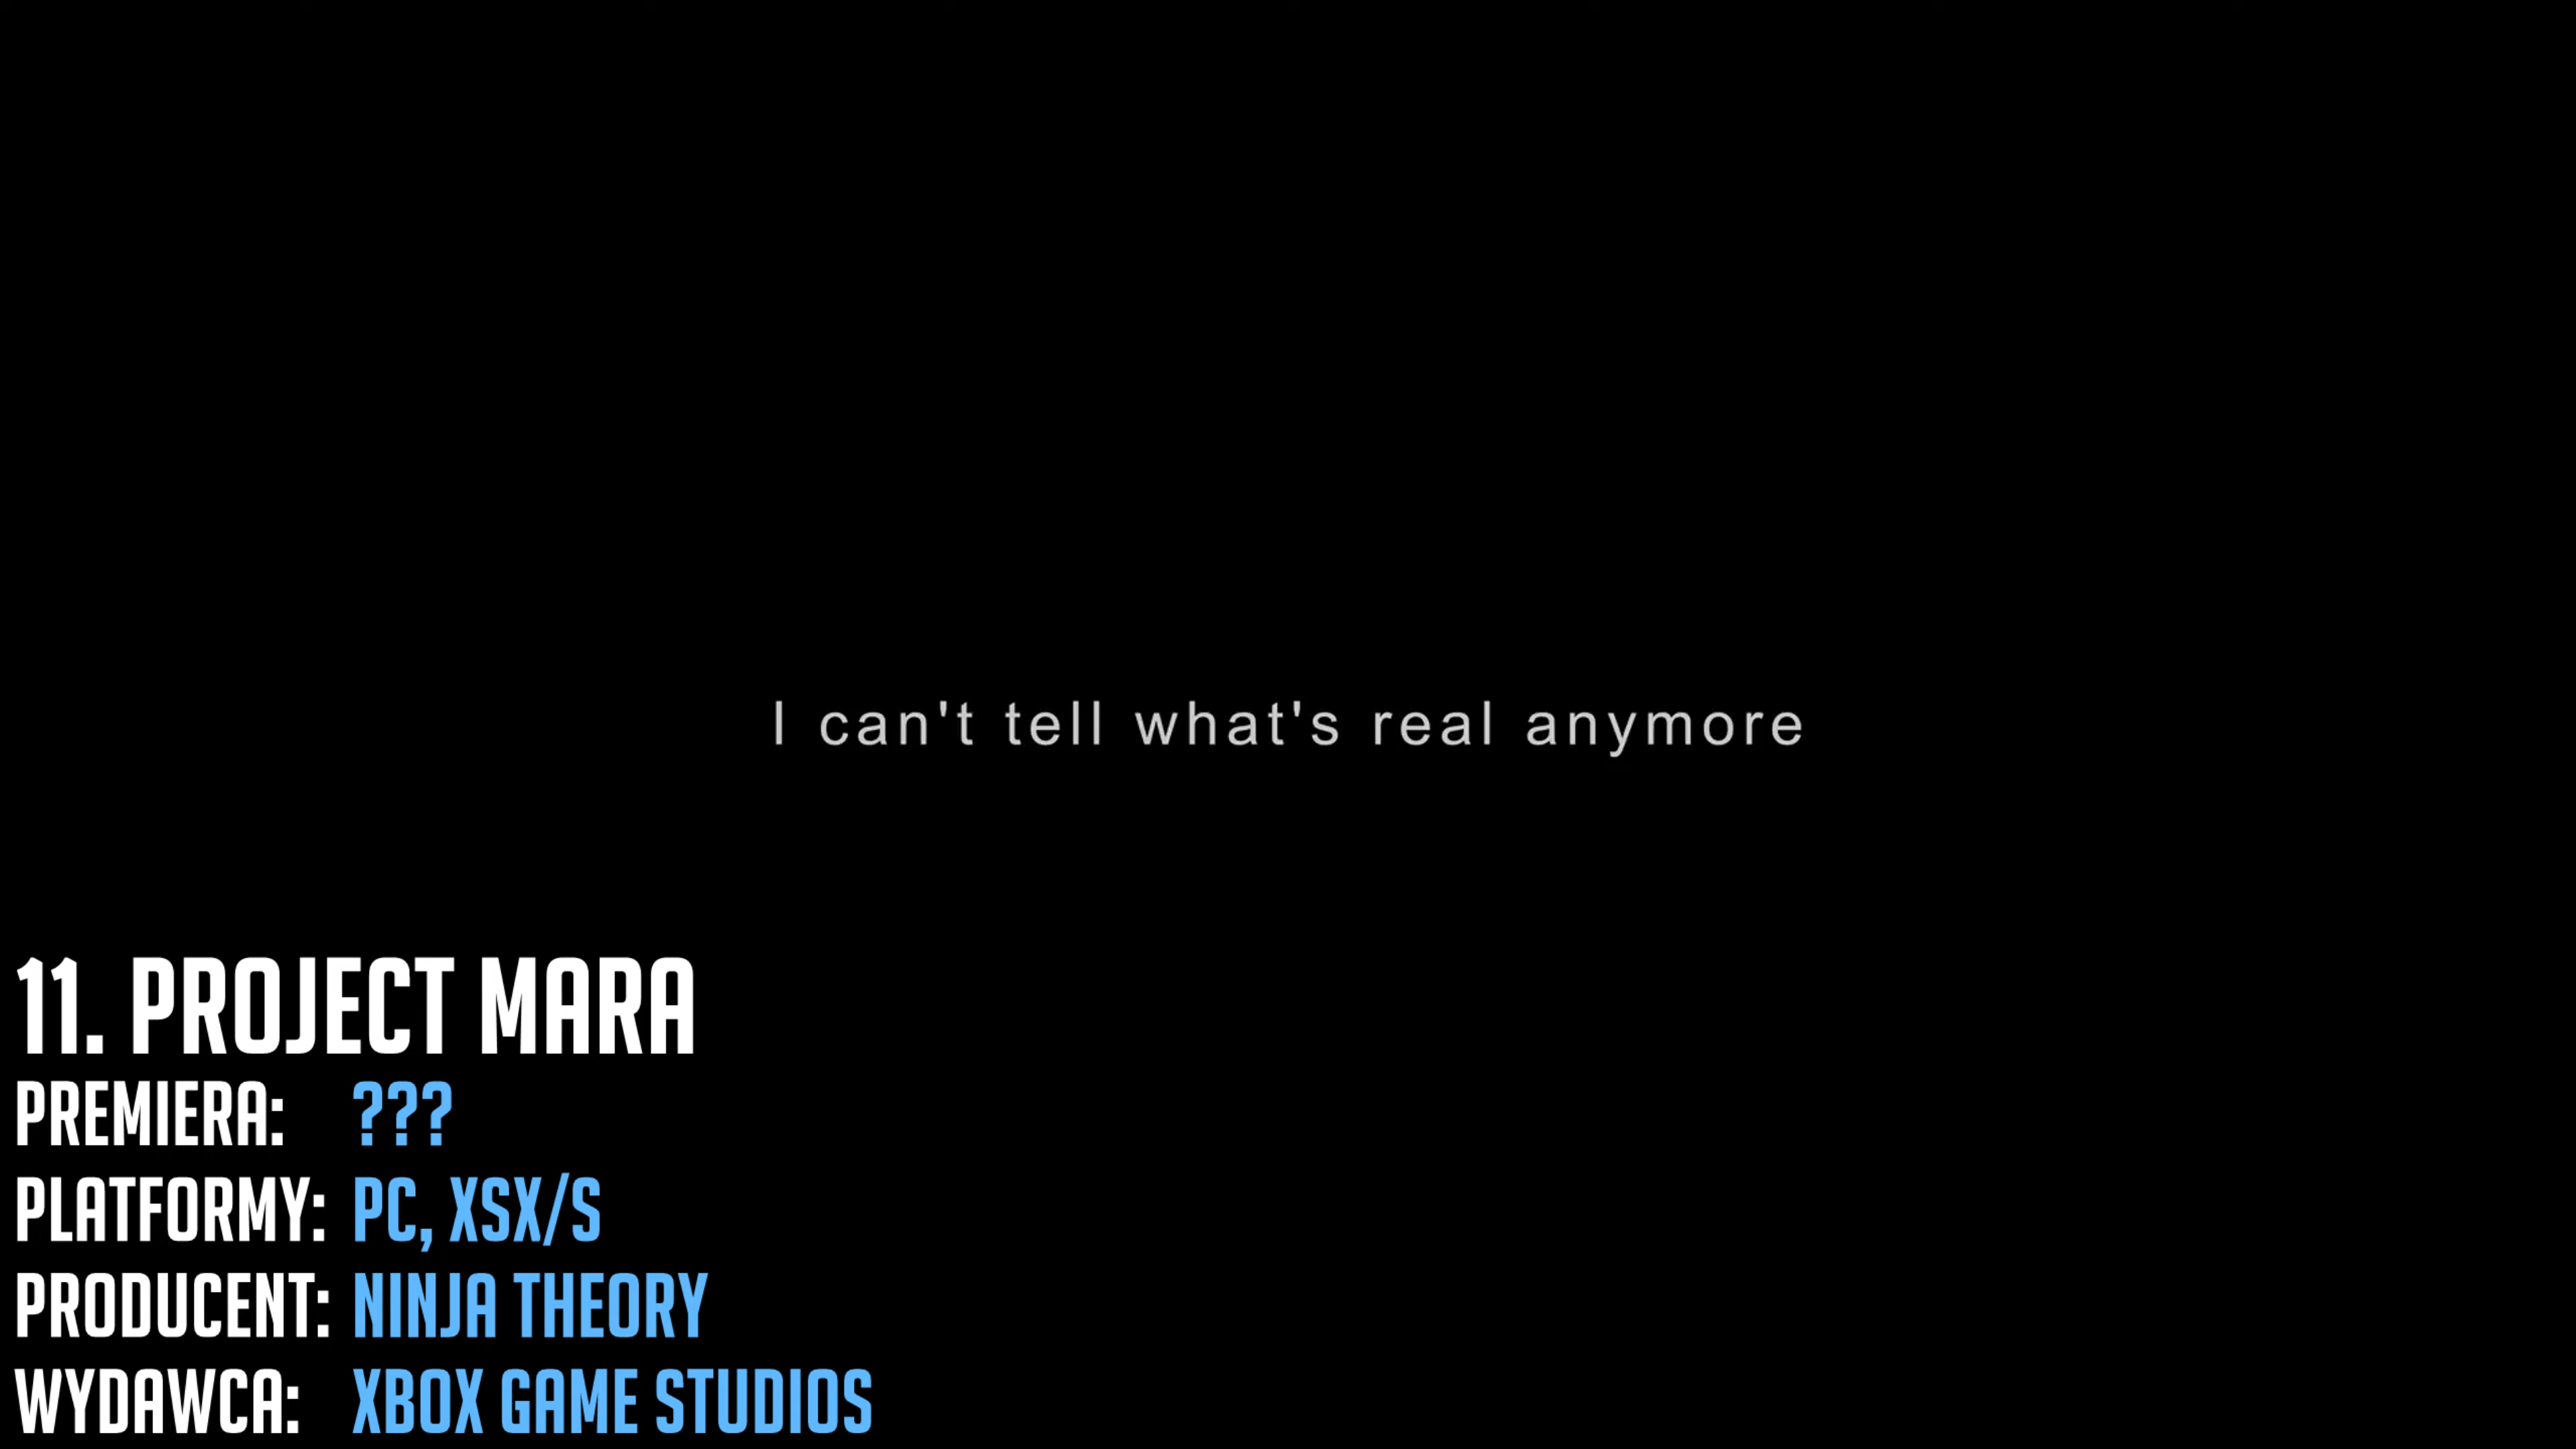 I can't tell what's real anymore
11. PROJECT MARA
PREMIERA: ???
PLATFORMY: PC, XSX/S
PRODUCENT: NINJA THEORY
WYDAWCA: XBOX GAME STUDIOS